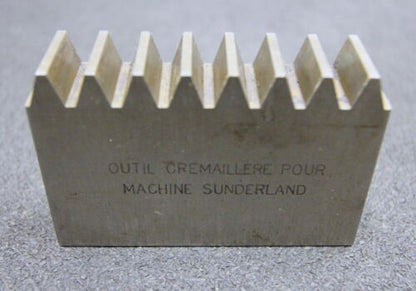 OUTIL CREMAILLERE POUR
MACHINE SUNDERLAND